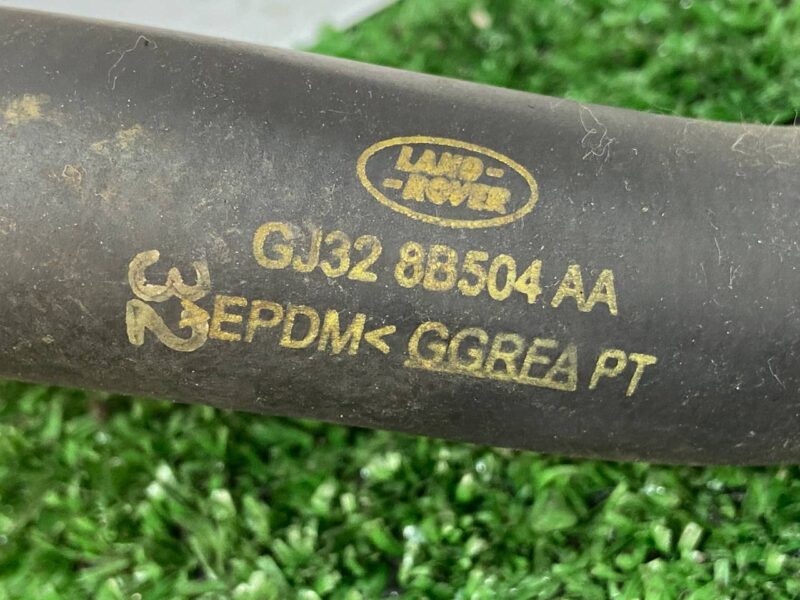 LAND-
-ROVER
GJ32 8B504 AA
>EPDM< GGREA PT
32